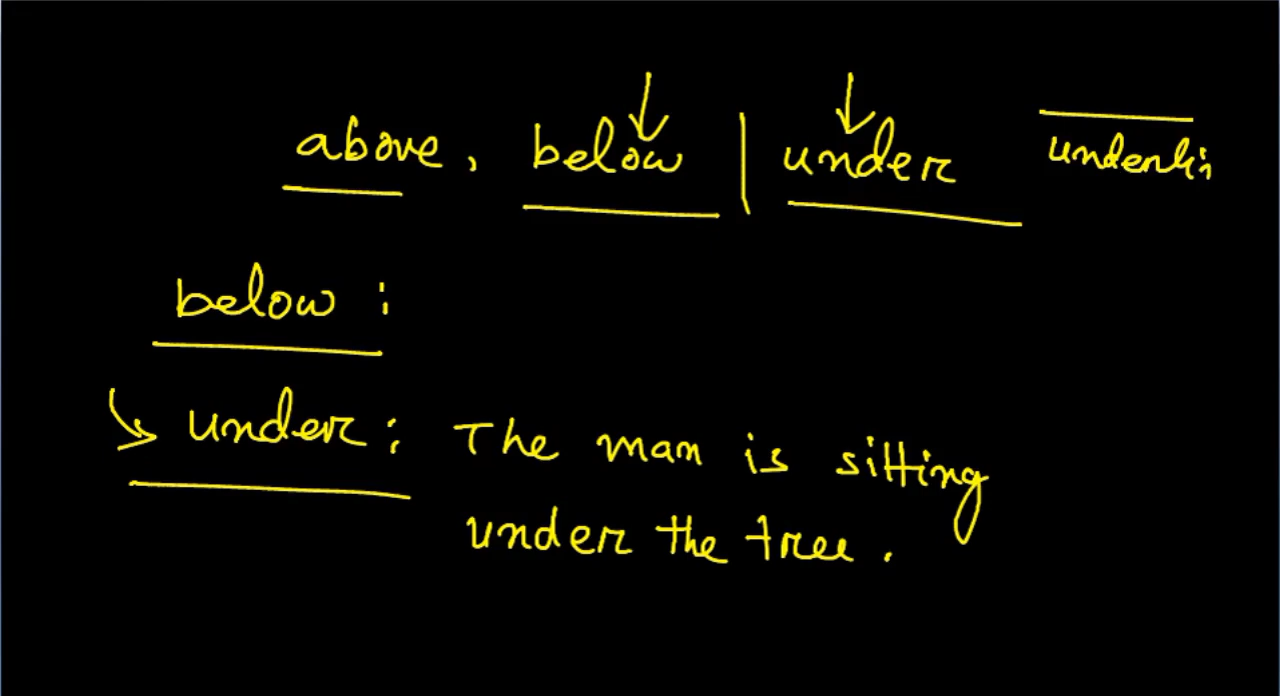 above, below | under
below :
under : The man is sitting
under the tree.